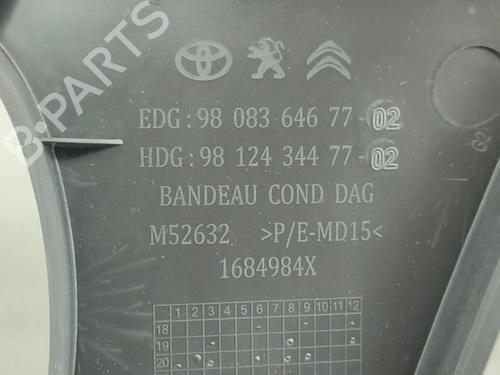 B-PARTS
EDG: 98 083 646 77-02
HDG: 98 124 344 77-02
BANDEAU COND DAG
M52632 >P/E-MD15<
1684984X
1 2 3 4 5 6 7 8 9 10 11 12
18
19
20